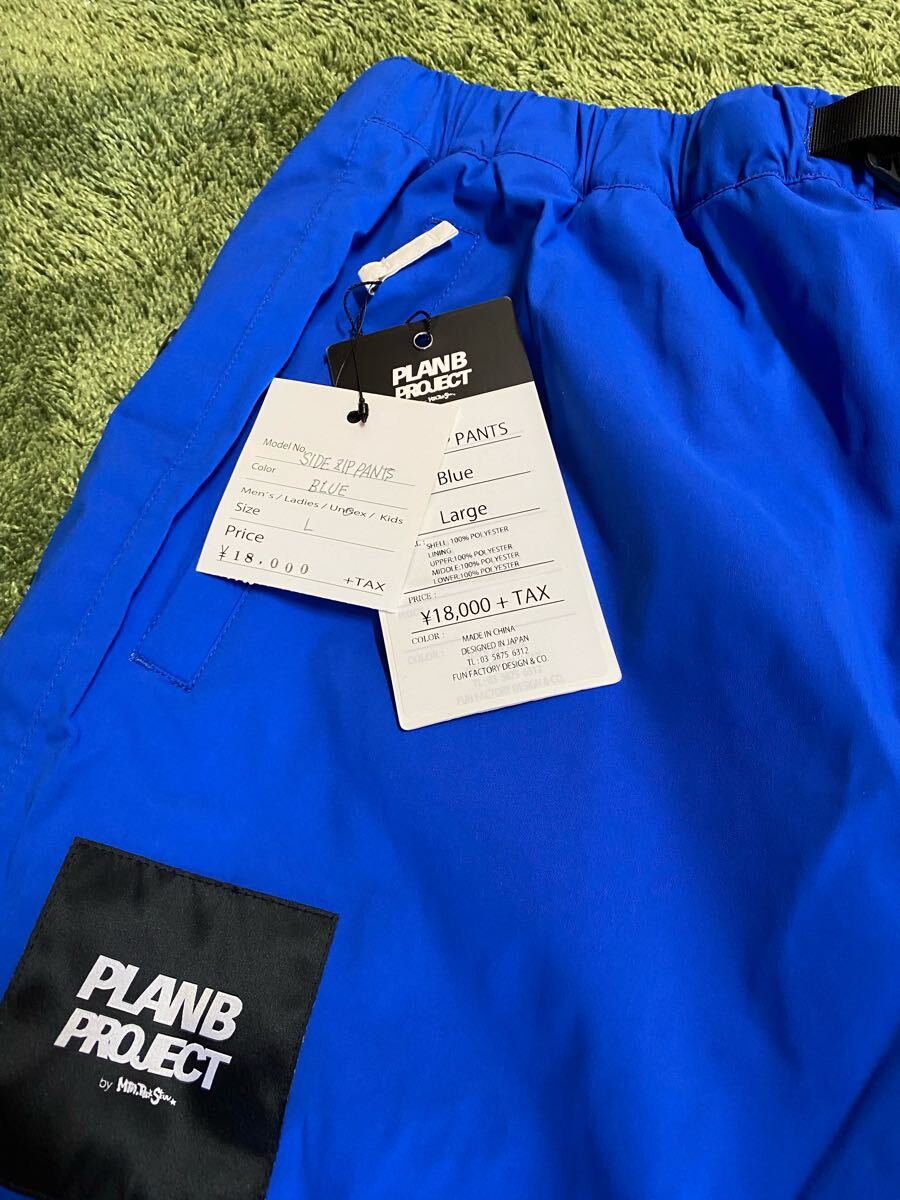 PLANB
PROJECT
Model No. SIDE ZIP PANTS
Color BLUE
Men's / Ladies / Unisex / Kids
Size L
Price
¥18,000 +TAX
PANTS
Blue
Large
SHELL: 100% POLYESTER
LINING
UPPER:100% POLYESTER
MIDDLE:100% POLYESTER
LOWER:100% POLYESTER
PRICE :
¥18,000 + TAX
COLOR :
MADE IN CHINA
DESIGNED IN JAPAN
TL : 03 5875 6312
FUN FACTORY DESIGN & CO.
PLANB
PROJECT
by